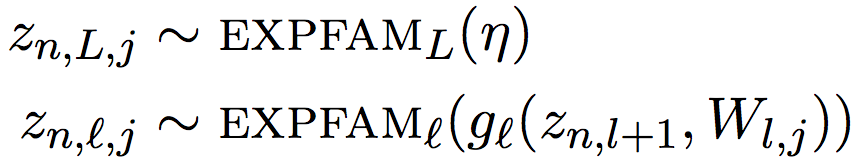 z_{n,L,j} ∼ EXPFAM_L(η)
z_{n,ℓ,j} ∼ EXPFAM_ℓ(g_ℓ(z_{n,l+1}, W_{l,j}))